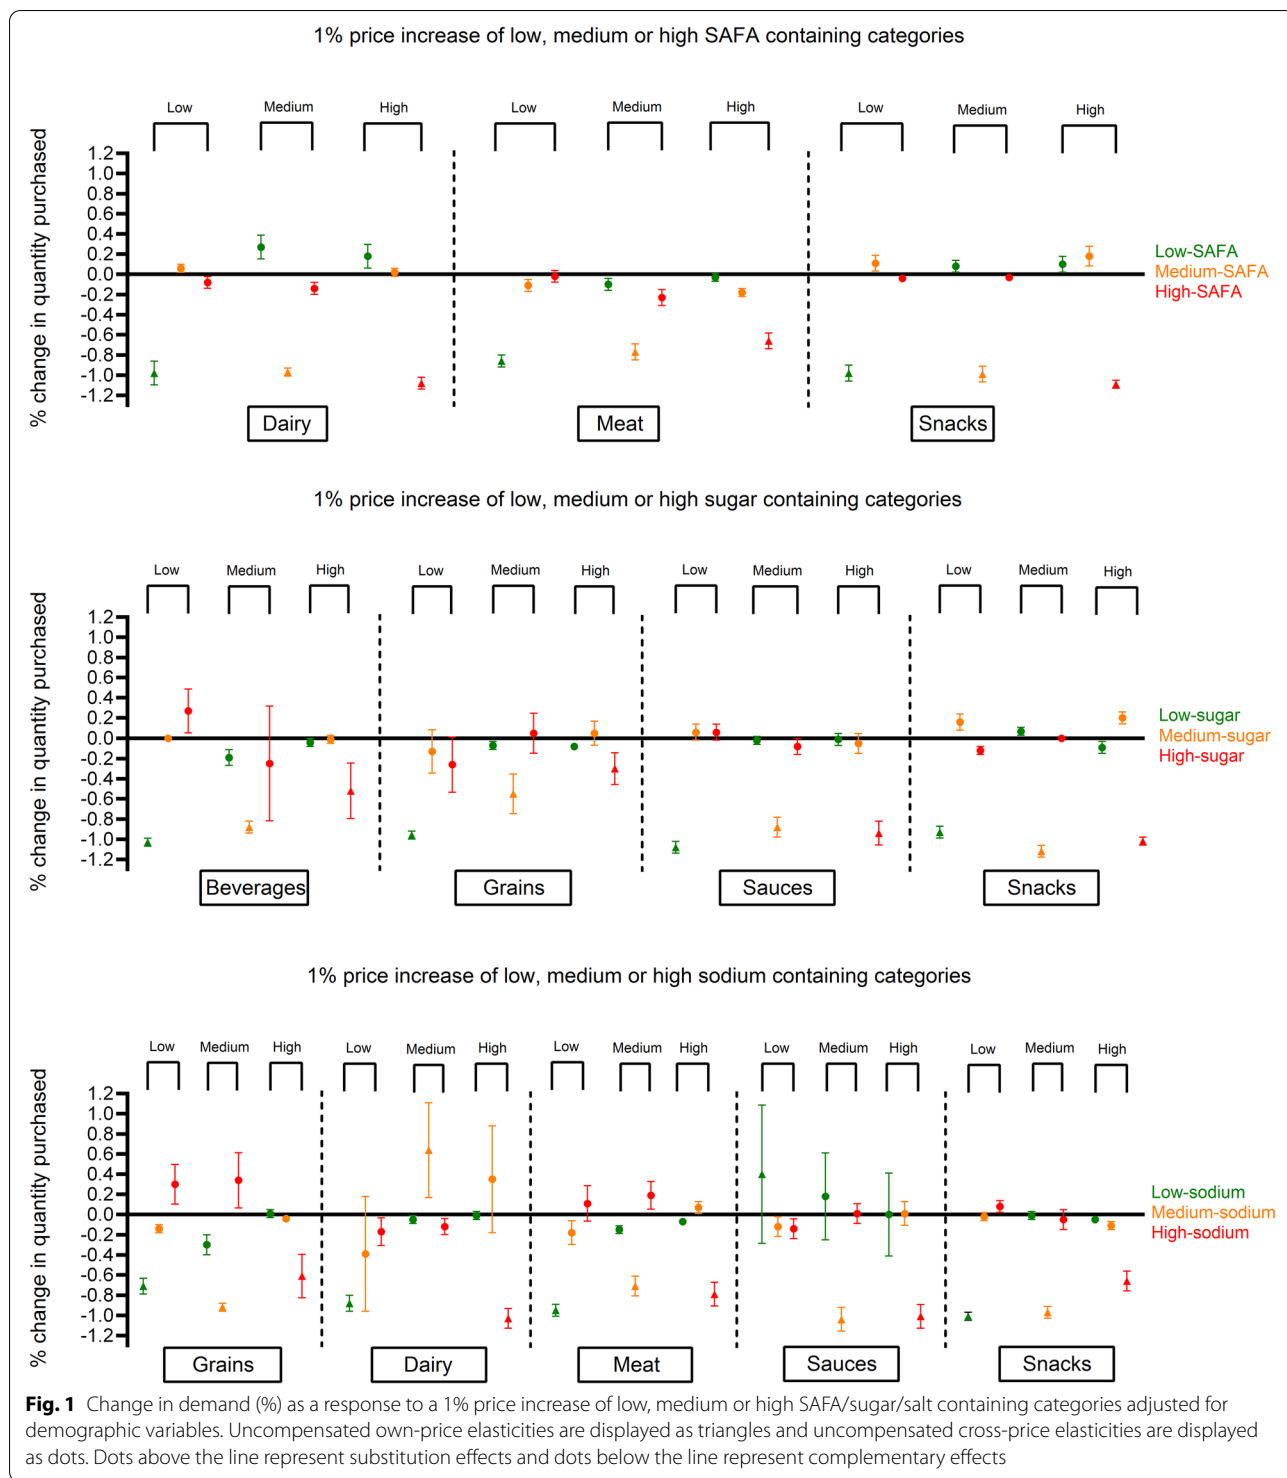 1% price increase of low, medium or high SAFA containing categories
Low Medium High Low Medium High Low Medium High
% change in quantity purchased
1.2
1.0
0.8
0.6
0.4
0.2
0.0
-0.2
-0.4
-0.6
-0.8
-1.0
-1.2
Low-SAFA
Medium-SAFA
High-SAFA
Dairy Meat Snacks
1% price increase of low, medium or high sugar containing categories
Low Medium High Low Medium High Low Medium High Low Medium High
% change in quantity purchased
1.2
1.0
0.8
0.6
0.4
0.2
0.0
-0.2
-0.4
-0.6
-0.8
-1.0
-1.2
Low-sugar
Medium-sugar
High-sugar
Beverages Grains Sauces Snacks
1% price increase of low, medium or high sodium containing categories
Low Medium High Low Medium High Low Medium High Low Medium High Low Medium High
% change in quantity purchased
1.2
1.0
0.8
0.6
0.4
0.2
0.0
-0.2
-0.4
-0.6
-0.8
-1.0
-1.2
Low-sodium
Medium-sodium
High-sodium
Grains Dairy Meat Sauces Snacks
Fig. 1 Change in demand (%) as a response to a 1% price increase of low, medium or high SAFA/sugar/salt containing categories adjusted for
demographic variables. Uncompensated own-price elasticities are displayed as triangles and uncompensated cross-price elasticities are displayed
as dots. Dots above the line represent substitution effects and dots below the line represent complementary effects